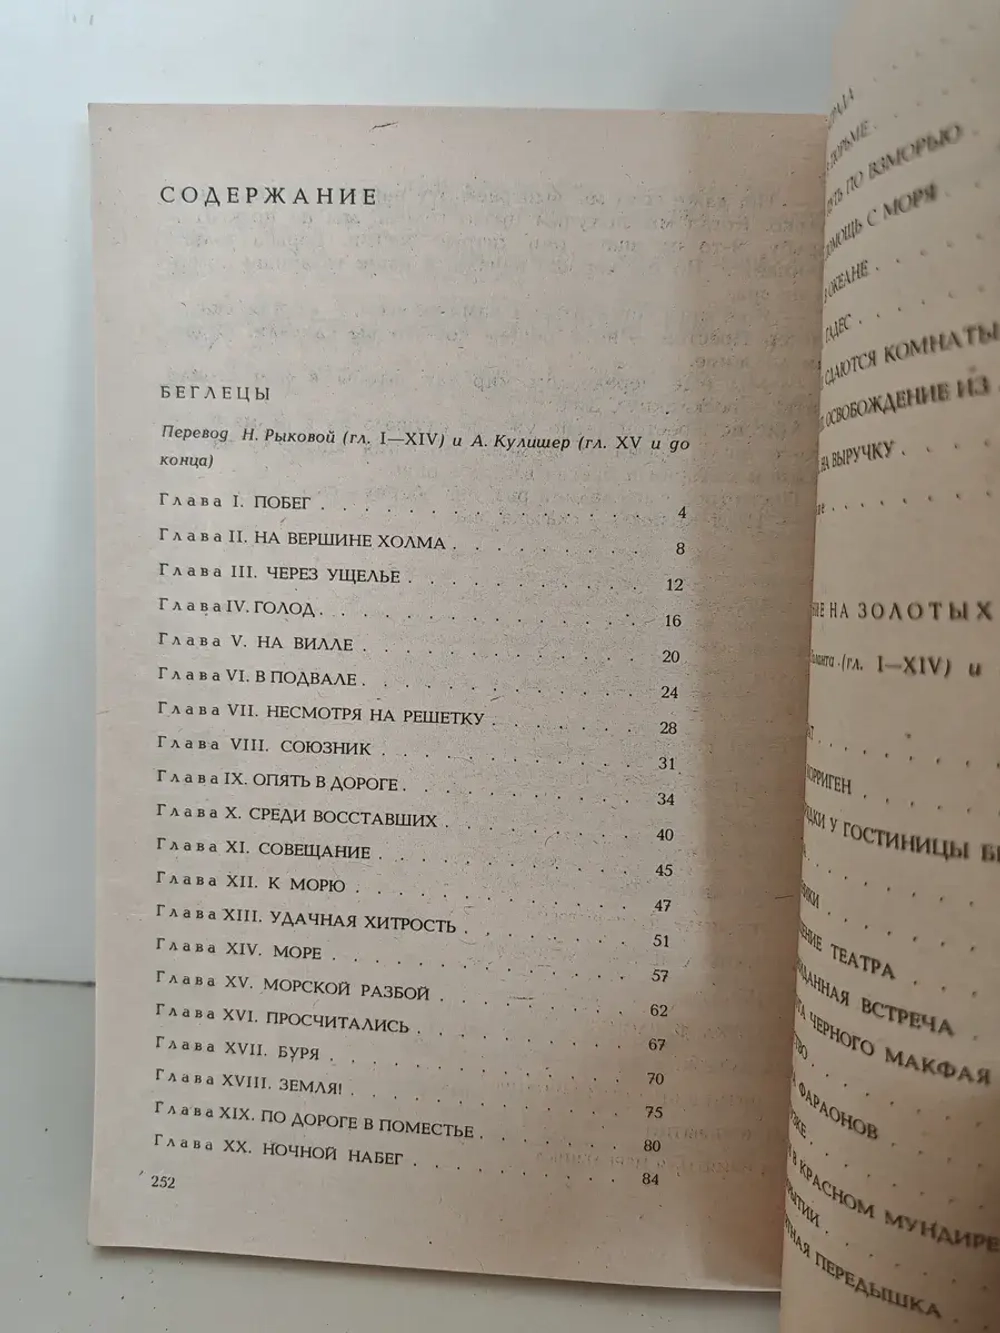 СОДЕРЖАНИЕ
БЕГЛЕЦЫ
Перевод Н. Рыковой (гл. I—XIV) и А. Кулишер (гл. XV и до
конца)
Глава I. ПОБЕГ . . . . . . . . . . 4
Глава II. НА ВЕРШИНЕ ХОЛМА . . . . . . . 8
Глава III. ЧЕРЕЗ УЩЕЛЬЕ . . . . . . . . 12
Глава IV. ГОЛОД . . . . . . . . . . 16
Глава V. НА ВИЛЛЕ . . . . . . . . . 20
Глава VI. В ПОДВАЛЕ . . . . . . . . . 24
Глава VII. НЕСМОТРЯ НА РЕШЕТКУ . . . . . . 28
Глава VIII. СОЮЗНИК . . . . . . . . . 31
Глава IX. ОПЯТЬ В ДОРОГЕ . . . . . . . . 34
Глава X. СРЕДИ ВОССТАВШИХ . . . . . . . 40
Глава XI. СОВЕЩАНИЕ . . . . . . . . . 45
Глава XII. К МОРЮ . . . . . . . . . 47
Глава XIII. УДАЧНАЯ ХИТРОСТЬ . . . . . . 51
Глава XIV. МОРЕ . . . . . . . . . . 57
Глава XV. МОРСКОЙ РАЗБОЙ . . . . . . . 62
Глава XVI. ПРОСЧИТАЛИСЬ . . . . . . . . 67
Глава XVII. БУРЯ . . . . . . . . . . 70
Глава XVIII. ЗЕМЛЯ! . . . . . . . . . 75
Глава XIX. ПО ДОРОГЕ В ПОМЕСТЬЕ . . . . . . 80
Глава XX. НОЧНОЙ НАБЕГ . . . . . . . . 84
252
ПО ВЗМОРЬЮ
С МОРЯ
В ОКЕАНЕ
ГАДЕС
СДАЮТСЯ КОМНАТЫ
ОСВОБОЖДЕНИЕ ИЗ
НА ВЫРУЧКУ
НА ЗОЛОТЫХ
(гл. I—XIV) и
У ГОСТИНИЦЫ
ТЕАТРА
ВСТРЕЧА
ЧЕРНОГО МАКФАЯ
ФАРАОНОВ
В КРАСНОМ МУНДИРЕ
ПЕРЕДЫШКА